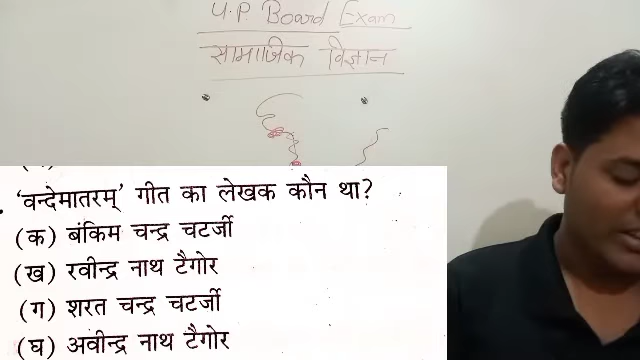 U.P. Board Exam
सामाजिक विज्ञान
'वन्देमातरम्' गीत का लेखक कौन था?
(क) बंकिम चन्द्र चटर्जी
(ख) रवीन्द्र नाथ टैगोर
(ग) शरत चन्द्र चटर्जी
(घ) अवीन्द्र नाथ टैगोर